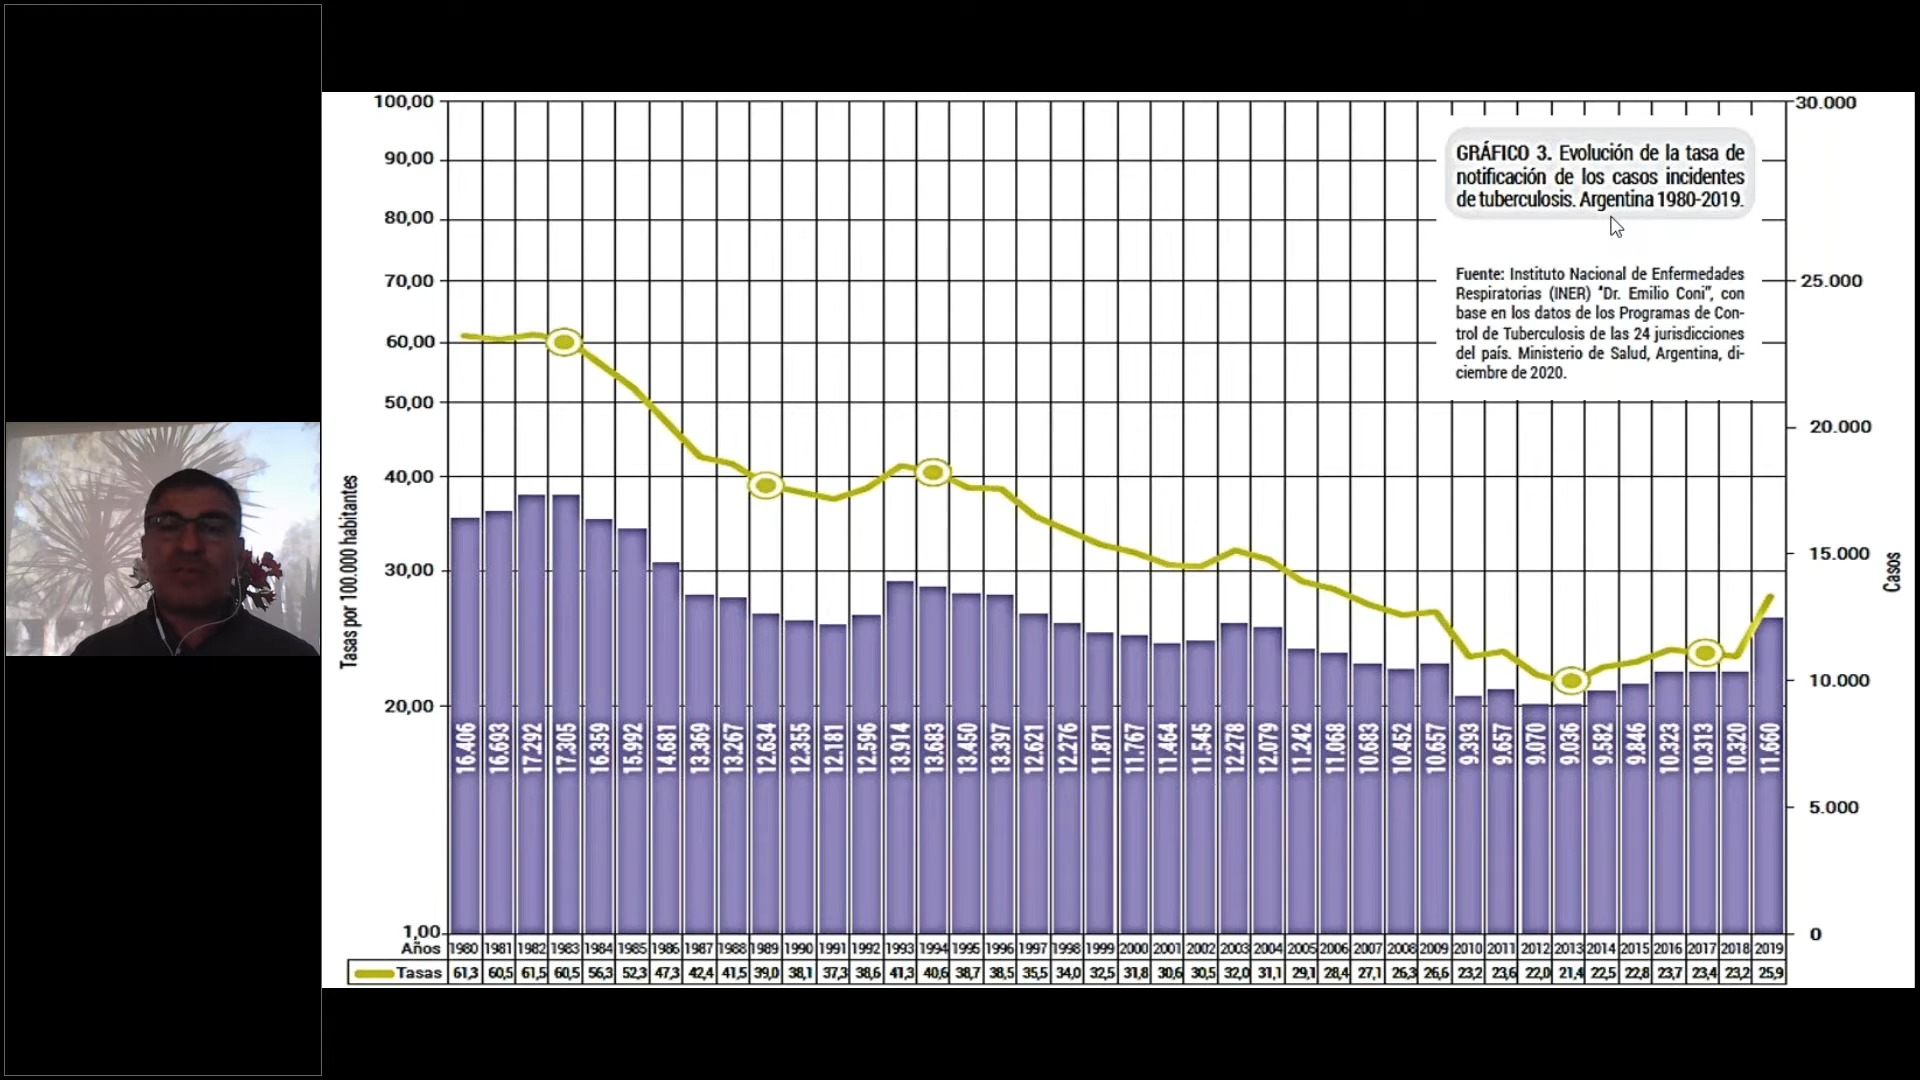 100,00
90,00
80,00
70,00
60,00
50,00
40,00
30,00
20,00
1,00
Tasas por 100.000 habitantes
30.000
25.000
20.000
15.000
10.000
5.000
0
Casos
GRÁFICO 3. Evolución de la tasa de
notificación de los casos incidentes
de tuberculosis. Argentina 1980-2019.
Fuente: Instituto Nacional de Enfermedades
Respiratorias (INER) "Dr. Emilio Coni", con
base en los datos de los Programas de Con-
trol de Tuberculosis de las 24 jurisdicciones
del país. Ministerio de Salud, Argentina, di-
ciembre de 2020.
16.406 16.693 17.292 17.305 16.359 15.992 14.681 13.369 13.267 12.634 12.355 12.181 12.596 13.914 13.683 13.450 13.397 12.621 12.276 11.871 11.767 11.464 11.545 12.278 12.079 11.242 11.068 10.683 10.452 10.657 9.393 9.657 9.070 9.036 9.582 9.846 10.323 10.313 10.320 11.660
Años 1980 1981 1982 1983 1984 1985 1986 1987 1988 1989 1990 1991 1992 1993 1994 1995 1996 1997 1998 1999 2000 2001 2002 2003 2004 2005 2006 2007 2008 2009 2010 2011 2012 2013 2014 2015 2016 2017 2018 2019
Tasas 61,3 60,5 61,5 60,5 56,3 52,3 47,3 42,4 41,5 39,0 38,1 37,3 38,6 41,3 40,6 38,7 38,5 35,5 34,0 32,5 31,8 30,6 30,5 32,0 31,1 29,1 28,4 27,1 26,3 26,6 23,2 23,6 22,0 21,4 22,5 22,8 23,7 23,4 23,2 25,9